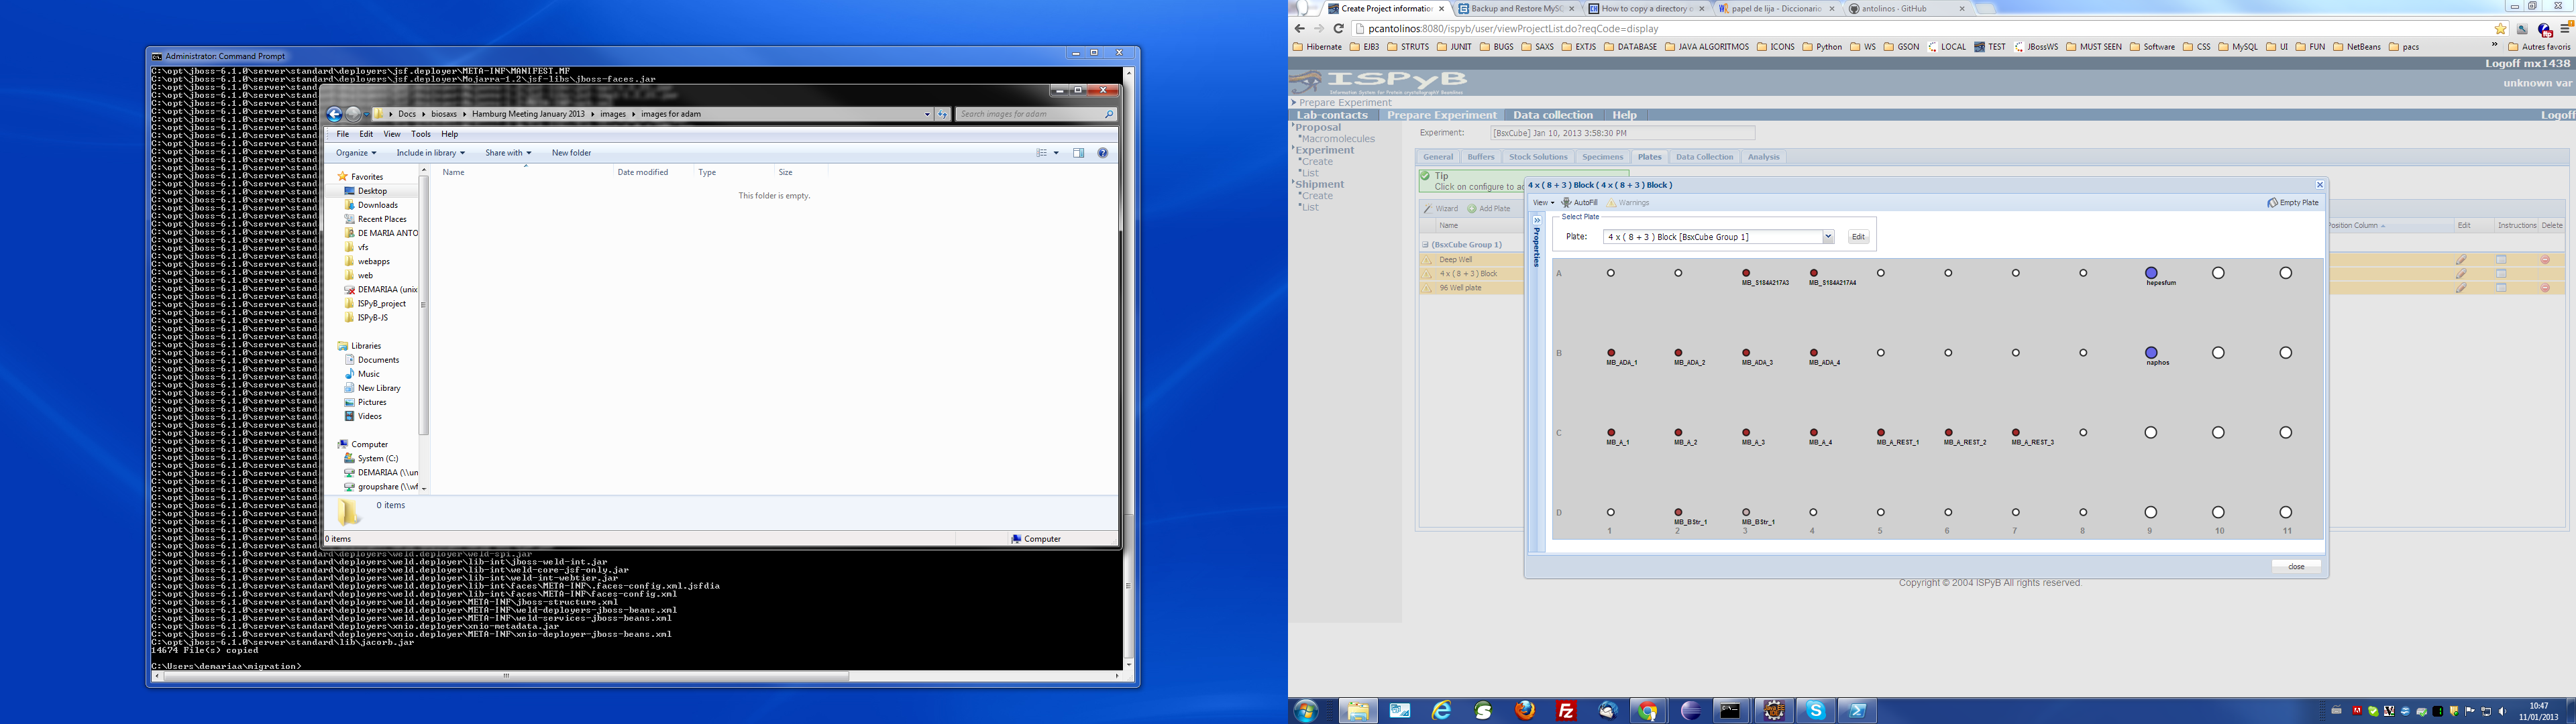 Administrator: Command Prompt
C:\opt\jboss-6.1.0\server\standard\deployers\jsf.deployer\META-INF\MANIFEST.MF
C:\opt\jboss-6.1.0\server\standard\deployers\jsf.deployer\Mojarra-1.2\jsf-libs\jboss-faces.jar
Docs biosaxs Hamburg Meeting January 2013 images images for adam
Search images for adam
File Edit View Tools Help
Organize Include in library Share with New folder
Name Date modified Type Size
This folder is empty.
Favorites
Desktop
Downloads
Recent Places
DE MARIA ANTO
vfs
webapps
web
DEMARIAA (unix
ISPyB_project
ISPyB-JS
Libraries
Documents
Music
New Library
Pictures
Videos
Computer
System (C:)
DEMARIAA (\\un
groupshare (\\wf
0 items
0 items
Computer
C:\opt\jboss-6.1.0\server\standard\deployers\weld.deployer\weld-spi.jar
C:\opt\jboss-6.1.0\server\standard\deployers\weld.deployer\lib-int\jboss-weld-int.jar
C:\opt\jboss-6.1.0\server\standard\deployers\weld.deployer\lib-int\weld-core-jsf-only.jar
C:\opt\jboss-6.1.0\server\standard\deployers\weld.deployer\lib-int\weld-int-webtier.jar
C:\opt\jboss-6.1.0\server\standard\deployers\weld.deployer\lib-int\faces\META-INF\.faces-config.xml.jsfdia
C:\opt\jboss-6.1.0\server\standard\deployers\weld.deployer\lib-int\faces\META-INF\faces-config.xml
C:\opt\jboss-6.1.0\server\standard\deployers\weld.deployer\META-INF\jboss-structure.xml
C:\opt\jboss-6.1.0\server\standard\deployers\weld.deployer\META-INF\weld-deployers-jboss-beans.xml
C:\opt\jboss-6.1.0\server\standard\deployers\weld.deployer\META-INF\weld-services-jboss-beans.xml
C:\opt\jboss-6.1.0\server\standard\deployers\xnio.deployer\xnio-metadata.jar
C:\opt\jboss-6.1.0\server\standard\deployers\xnio.deployer\META-INF\xnio-deployer-jboss-beans.xml
C:\opt\jboss-6.1.0\server\standard\lib\jacorb.jar
14674 File(s) copied
C:\Users\demariaa\migration>
Create Project information Backup and Restore MySQ How to copy a directory papel de lija - Diccionario antolinos · GitHub
pcantolinos:8080/ispyb/user/viewProjectList.do?reqCode=display
Hibernate EJB3 STRUTS JUNIT BUGS SAXS EXTJS DATABASE JAVA ALGORITMOS ICONS Python WS GSON LOCAL TEST JBossWS MUST SEEN Software CSS MySQL UI FUN NetBeans pacs » Autres favoris
Logoff mx1438
ISPyB
unknown var
Prepare Experiment
Lab-contacts Prepare Experiment Data collection Help Logoff
Proposal
Macromolecules
Experiment
Create
List
Shipment
Create
List
Experiment: [BsxCube] Jan 10, 2013 3:58:30 PM
General Buffers Stock Solutions Specimens Plates Data Collection Analysis
Tip
Click on configure to
Wizard Add Plate
Name
(BsxCube Group 1)
Deep Well
4 x ( 8 + 3 ) Block
96 Well plate
Position Column Edit Instructions Delete
4 x ( 8 + 3 ) Block ( 4 x ( 8 + 3 ) Block )
View AutoFill Warnings Empty Plate
Properties
Select Plate
Plate: 4 x ( 8 + 3 ) Block [BsxCube Group 1] Edit
A
MB_S184A217A3 MB_S184A217A4 hepesfum
B
MB_ADA_1 MB_ADA_2 MB_ADA_3 MB_ADA_4 naphos
C
MB_A_1 MB_A_2 MB_A_3 MB_A_4 MB_A_REST_1 MB_A_REST_2 MB_A_REST_3
D
MB_BStr_1 MB_BStr_1
1 2 3 4 5 6 7 8 9 10 11
close
Copyright © 2004 ISPyB All rights reserved.
10:47
11/01/2013